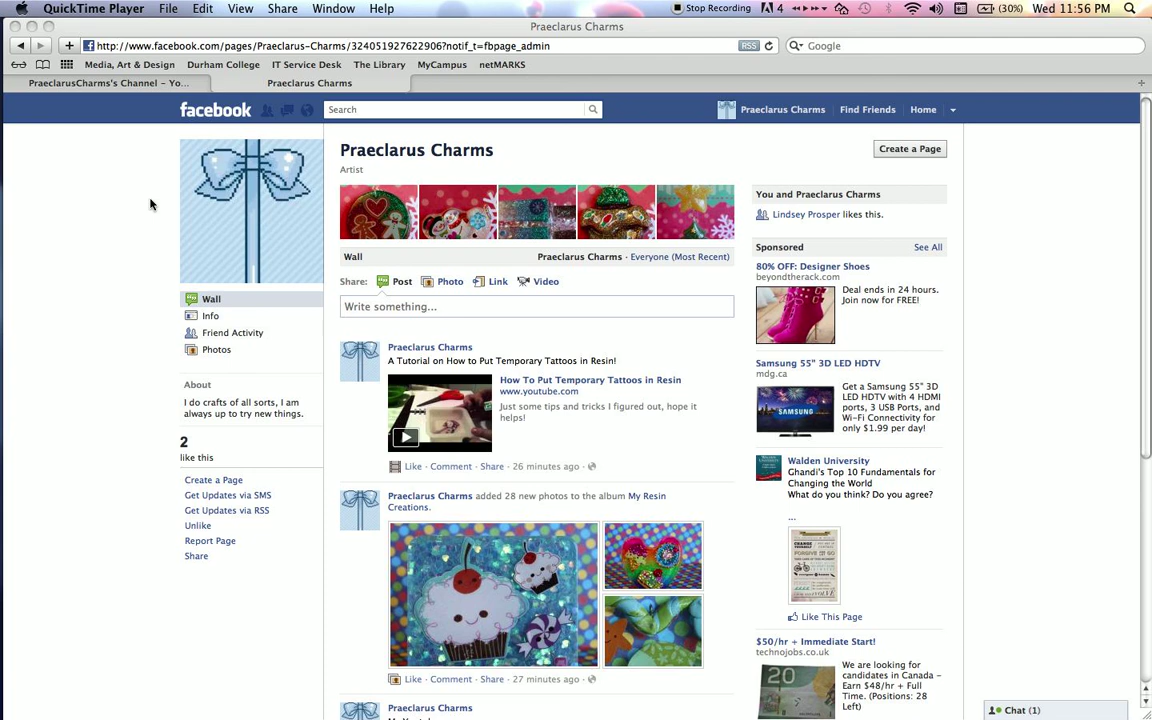 QuickTime Player File Edit View Share Window Help Stop Recording 4 (30%) Wed 11:56 PM
Praeclarus Charms
http://www.facebook.com/pages/Praeclarus-Charms/324051927622906?notif_t=fbpage_admin RSS Google
Media, Art & Design Durham College IT Service Desk The Library MyCampus netMARKS
PraeclarusCharms's Channel - Yo... Praeclarus Charms
facebook Search Praeclarus Charms Find Friends Home
Praeclarus Charms
Artist
Create a Page
Wall Praeclarus Charms · Everyone (Most Recent)
Share: Post Photo Link Video
Write something...
Wall
Info
Friend Activity
Photos
About
I do crafts of all sorts, I am
always up to try new things.
2
like this
Create a Page
Get Updates via SMS
Get Updates via RSS
Unlike
Report Page
Share
Praeclarus Charms
A Tutorial on How to Put Temporary Tattoos in Resin!
How To Put Temporary Tattoos in Resin
www.youtube.com
Just some tips and tricks I figured out, hope it
helps!
Like · Comment · Share · 26 minutes ago ·
Praeclarus Charms added 28 new photos to the album My Resin
Creations.
Like · Comment · Share · 27 minutes ago ·
Praeclarus Charms
You and Praeclarus Charms
Lindsey Prosper likes this.
Sponsored See All
80% OFF: Designer Shoes
beyondtherack.com
Deal ends in 24 hours.
Join now for FREE!
Samsung 55" 3D LED HDTV
mdg.ca
Get a Samsung 55" 3D
LED HDTV with 4 HDMI
ports, 3 USB Ports, and
Wi-Fi Connectivity for
only $1.99 per day!
SAMSUNG
Walden University
Ghandi's Top 10 Fundamentals for
Changing the World
What do you think? Do you agree?
...
Like This Page
$50/hr + Immediate Start!
technojobs.co.uk
We are looking for
candidates in Canada -
Earn $48/hr + Full
Time. (Positions: 28
Left)
20
Chat (1)